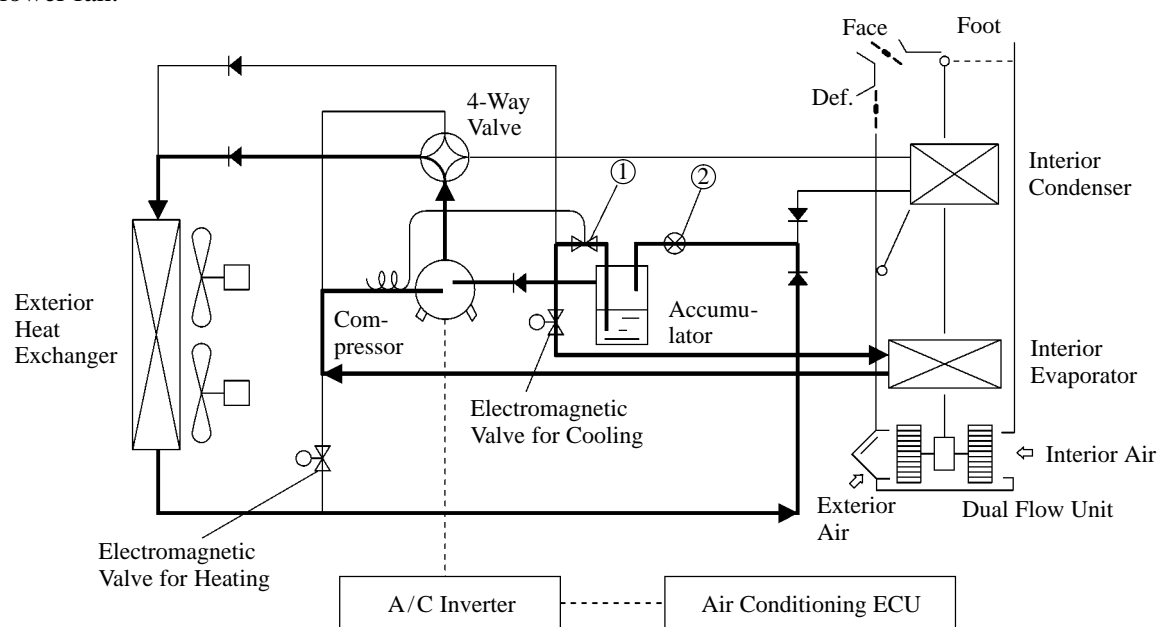 Face
Foot
Def.
4-Way
Valve
①
②
Interior
Condenser
Exterior
Heat
Exchanger
Com-
pressor
Accumu-
lator
Interior
Evaporator
Electromagnetic
Valve for Cooling
Interior Air
Exterior
Air
Dual Flow Unit
Electromagnetic
Valve for Heating
A/C Inverter
Air Conditioning ECU